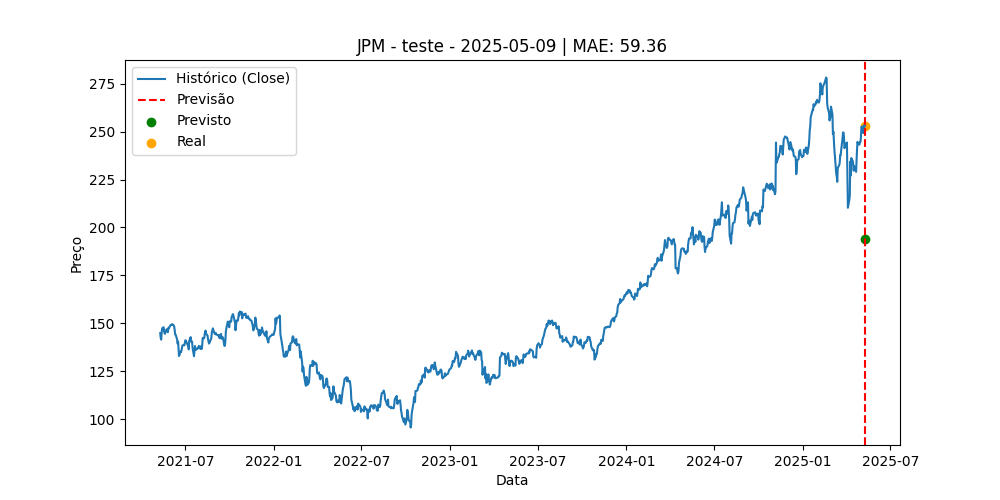 JPM - teste - 2025-05-09 | MAE: 59.36
Histórico (Close)
Previsão
Previsto
Real
Preço
275
250
225
200
175
150
125
100
2021-07
2022-01
2022-07
2023-01
2023-07
2024-01
2024-07
2025-01
2025-07
Data